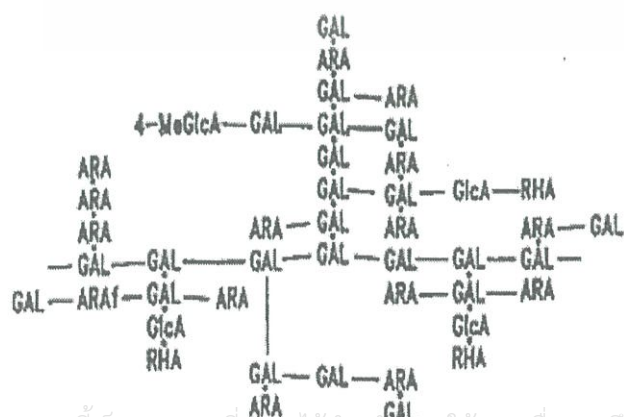 GAL
ARA
GAL ARA
4-MeGlcA GAL GAL GAL
GAL ARA
ARA GAL GAL GlcA RHA
ARA
ARA ARA GAL ARA ARA GAL
GAL GAL GAL GAL GAL GAL GAL
GAL ARAf GAL ARA ARA GAL ARA
GlcA GlcA
RHA RHA
GAL GAL ARA
ARA GAL